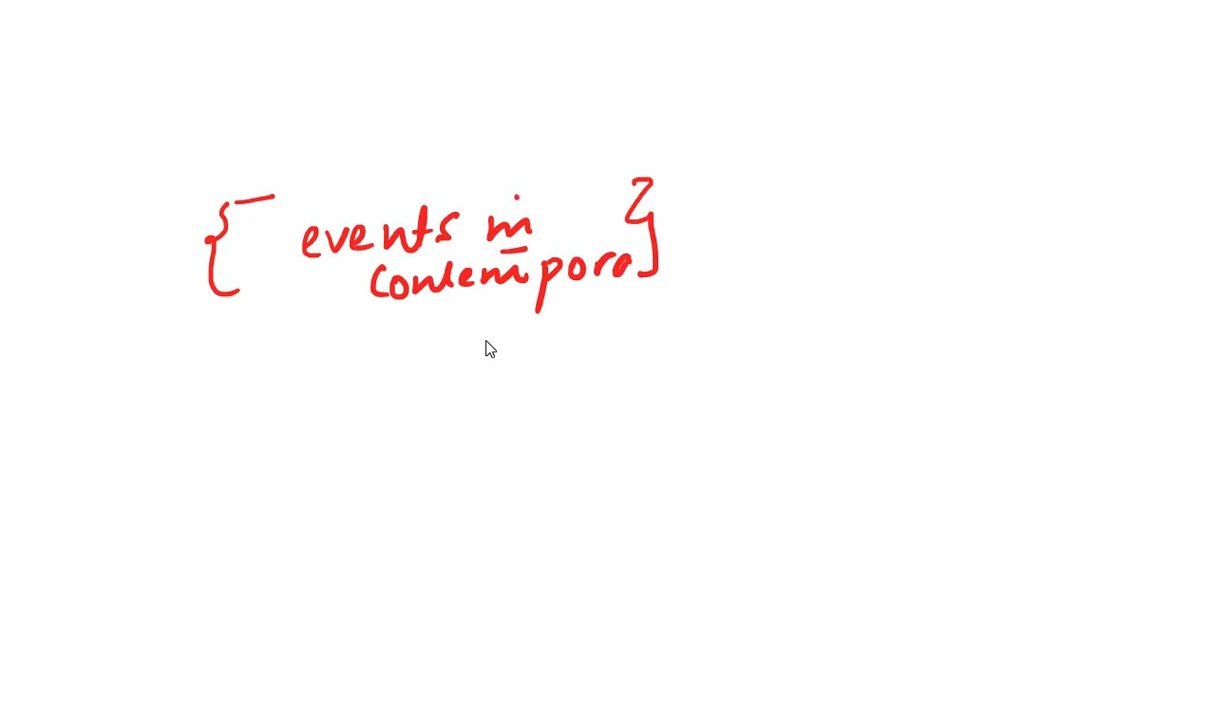 { — events in }
contempora